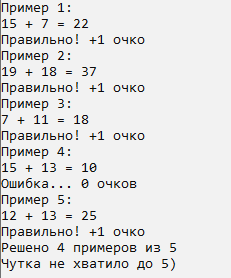 Пример 1:
15 + 7 = 22
Правильно! +1 очко
Пример 2:
19 + 18 = 37
Правильно! +1 очко
Пример 3:
7 + 11 = 18
Правильно! +1 очко
Пример 4:
15 + 13 = 10
Ошибка... 0 очков
Пример 5:
12 + 13 = 25
Правильно! +1 очко
Решено 4 примеров из 5
Чутка не хватило до 5)